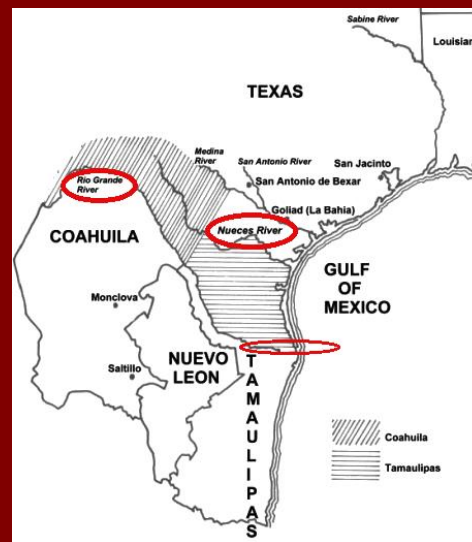 Sabine River
Louisian
TEXAS
Medina
River
San Antonio River
San Jacinto
Rio Grande
River
San Antonio de Bexar
Goliad (La Bahia)
Nueces River
COAHUILA
GULF
OF
MEXICO
Monclova
NUEVO
LEON
Saltillo
TAMAULIPAS
Coahuila
Tamaulipas